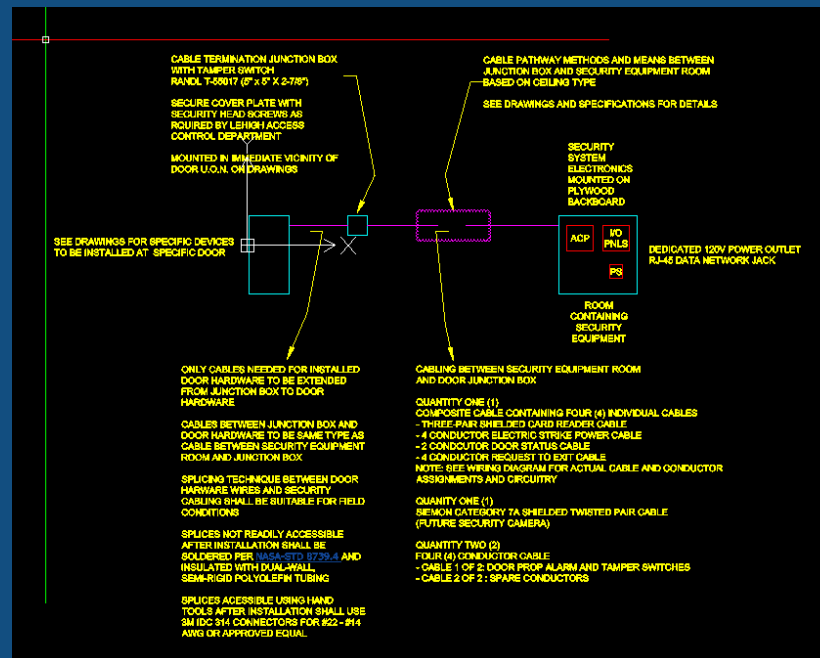 CABLE TERMINATION JUNCTION BOX
WITH TAMPER SWITCH
RANDL T-55017 (5" x 5" X 2-7/8")
SECURE COVER PLATE WITH
SECURITY HEAD SCREWS AS
RQUIRED BY LEHIGH ACCESS
CONTROL DEPARTMENT
MOUNTED IN IMMEDIATE VICINITY OF
DOOR U.O.N. ON DRAWINGS
CABLE PATHWAY METHODS AND MEANS BETWEEN
JUNCTION BOX AND SECURITY EQUIPMENT ROOM
BASED ON CEILING TYPE
SEE DRAWINGS AND SPECIFICATIONS FOR DETAILS
SECURITY
SYSTEM
ELECTRONICS
MOUNTED ON
PLYWOOD
BACKBOARD
SEE DRAWINGS FOR SPECIFIC DEVICES
TO BE INSTALLED AT SPECIFIC DOOR
X
ACP
I/O
PNLS
PS
DEDICATED 120V POWER OUTLET
RJ-45 DATA NETWORK JACK
ROOM
CONTAINING
SECURITY
EQUIPMENT
ONLY CABLES NEEDED FOR INSTALLED
DOOR HARDWARE TO BE EXTENDED
FROM JUNCTION BOX TO DOOR
HARDWARE
CABLES BETWEEN JUNCTION BOX AND
DOOR HARDWARE TO BE SAME TYPE AS
CABLE BETWEEN SECURITY EQUIPMENT
ROOM AND JUNCTION BOX
SPLICING TECHNIQUE BETWEEN DOOR
HARWARE WIRES AND SECURITY
CABLING SHALL BE SUITABLE FOR FIELD
CONDITIONS
SPLICES NOT READILY ACCESSIBLE
AFTER INSTALLATION SHALL BE
SOLDERED PER NASA-STD 8739.4 AND
INSULATED WITH DUAL-WALL,
SEMI-RIGID POLYOLEFIN TUBING
SPLICES ACESSIBLE USING HAND
TOOLS AFTER INSTALLATION SHALL USE
3M IDC 314 CONNECTORS FOR #22 - #14
AWG OR APPROVED EQUAL
CABLING BETWEEN SECURITY EQUIPMENT ROOM
AND DOOR JUNCTION BOX
QUANTITY ONE (1)
COMPOSITE CABLE CONTAINING FOUR (4) INDIVIDUAL CABLES
- THREE-PAIR SHIELDED CARD READER CABLE
- 4 CONDUCTOR ELECTRIC STRIKE POWER CABLE
- 2 CONDCUTOR DOOR STATUS CABLE
- 4 CONDUCTOR REQUEST TO EXIT CABLE
NOTE: SEE WIRING DIAGRAM FOR ACTUAL CABLE AND CONDUCTOR
ASSIGNMENTS AND CIRCUITRY
QUANITY ONE (1)
SIEMON CATEGORY 7A SHIELDED TWISTED PAIR CABLE
(FUTURE SECURITY CAMERA)
QUANTITY TWO (2)
FOUR (4) CONDUCTOR CABLE
- CABLE 1 OF 2: DOOR PROP ALARM AND TAMPER SWITCHES
- CABLE 2 OF 2 : SPARE CONDUCTORS